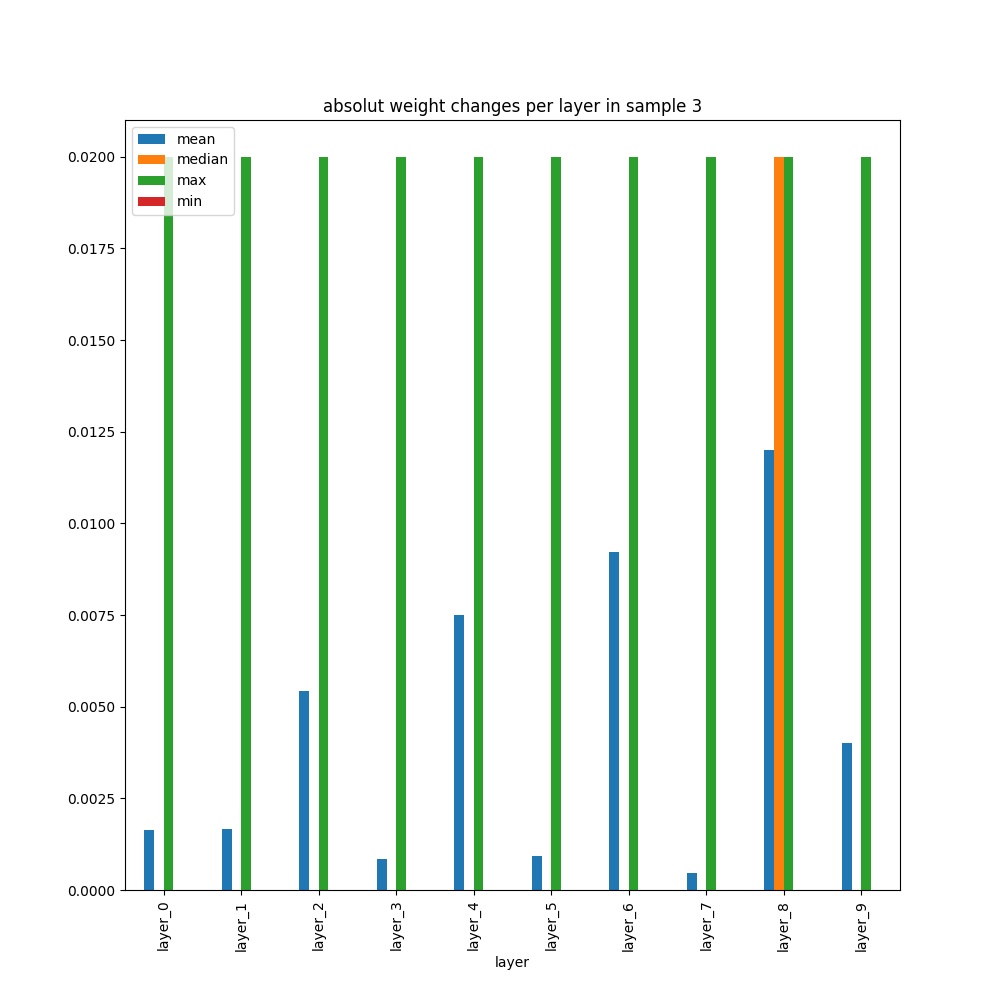 absolut weight changes per layer in sample 3
mean
median
max
min
0.0200
0.0175
0.0150
0.0125
0.0100
0.0075
0.0050
0.0025
0.0000
layer_0
layer_1
layer_2
layer_3
layer_4
layer_5
layer_6
layer_7
layer_8
layer_9
layer